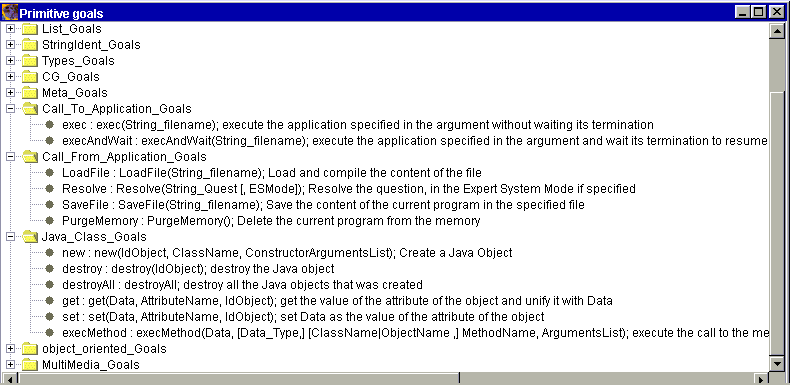 Primitive goals
List_Goals
StringIdent_Goals
Types_Goals
CG_Goals
Meta_Goals
Call_To_Application_Goals
exec : exec(String_filename); execute the application specified in the argument without waiting its termination
execAndWait : execAndWait(String_filename); execute the application specified in the argument and wait its termination to resume
Call_From_Application_Goals
LoadFile : LoadFile(String_filename); Load and compile the content of the file
Resolve : Resolve(String_Quest [, ESMode]); Resolve the question, in the Expert System Mode if specified
SaveFile : SaveFile(String_filename); Save the content of the current program in the specified file
PurgeMemory : PurgeMemory(); Delete the current program from the memory
Java_Class_Goals
new : new(IdObject, ClassName, ConstructorArgumentsList); Create a Java Object
destroy : destroy(IdObject); destroy the Java object
destroyAll : destroyAll; destroy all the Java objects that was created
get : get(Data, AttributeName, IdObject); get the value of the attribute of the object and unify it with Data
set : set(Data, AttributeName, IdObject); set Data as the value of the attribute of the object
execMethod : execMethod(Data, [Data_Type,] [ClassName|ObjectName ,] MethodName, ArgumentsList); execute the call to the me
object_oriented_Goals
MultiMedia_Goals